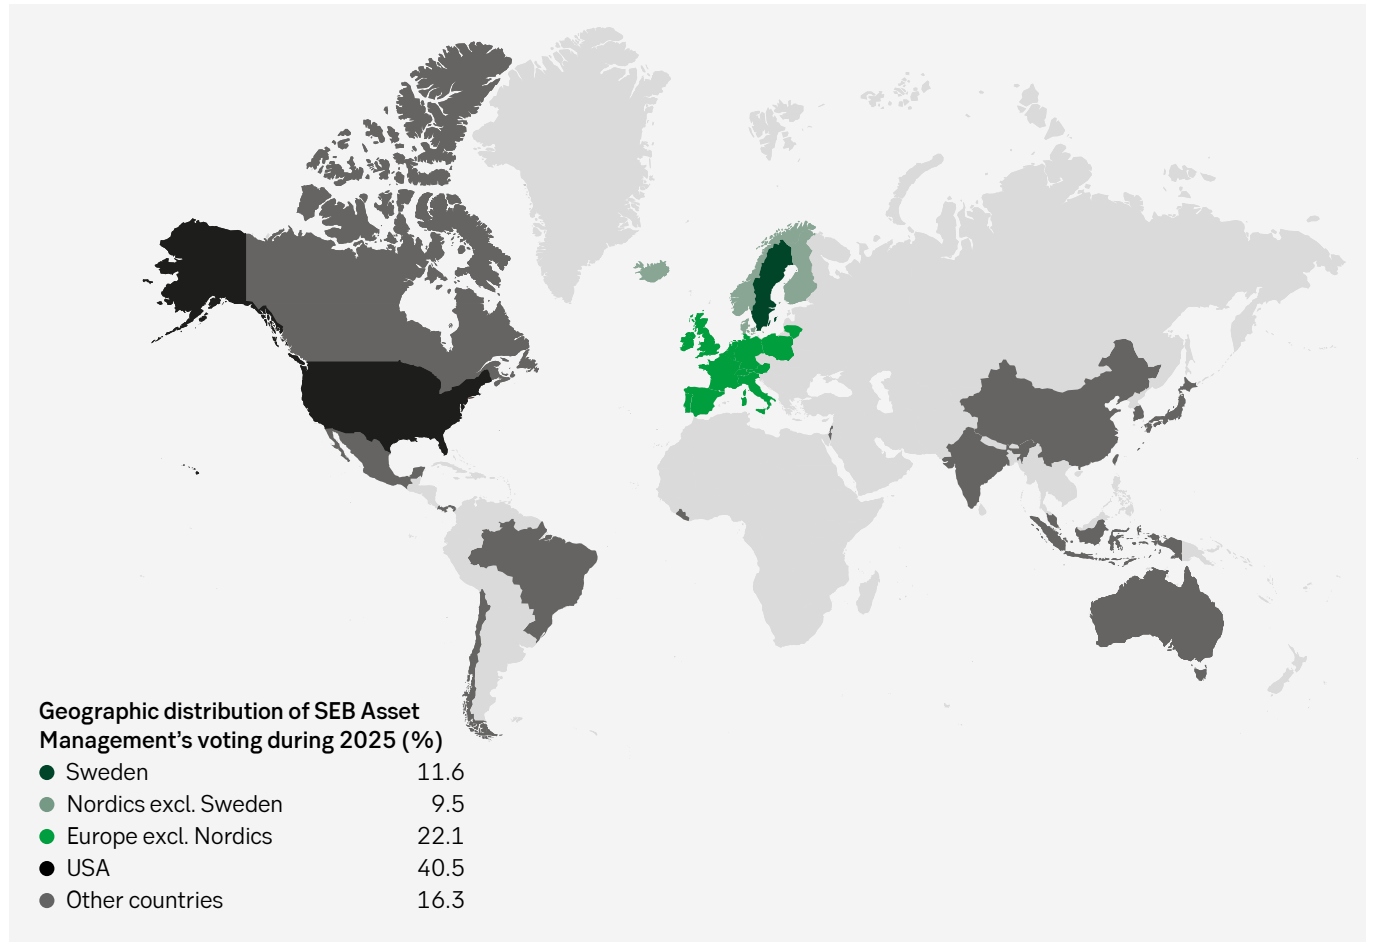 Geographic distribution of SEB Asset
Management’s voting during 2025 (%)
Sweden 11.6
Nordics excl. Sweden 9.5
Europe excl. Nordics 22.1
USA 40.5
Other countries 16.3